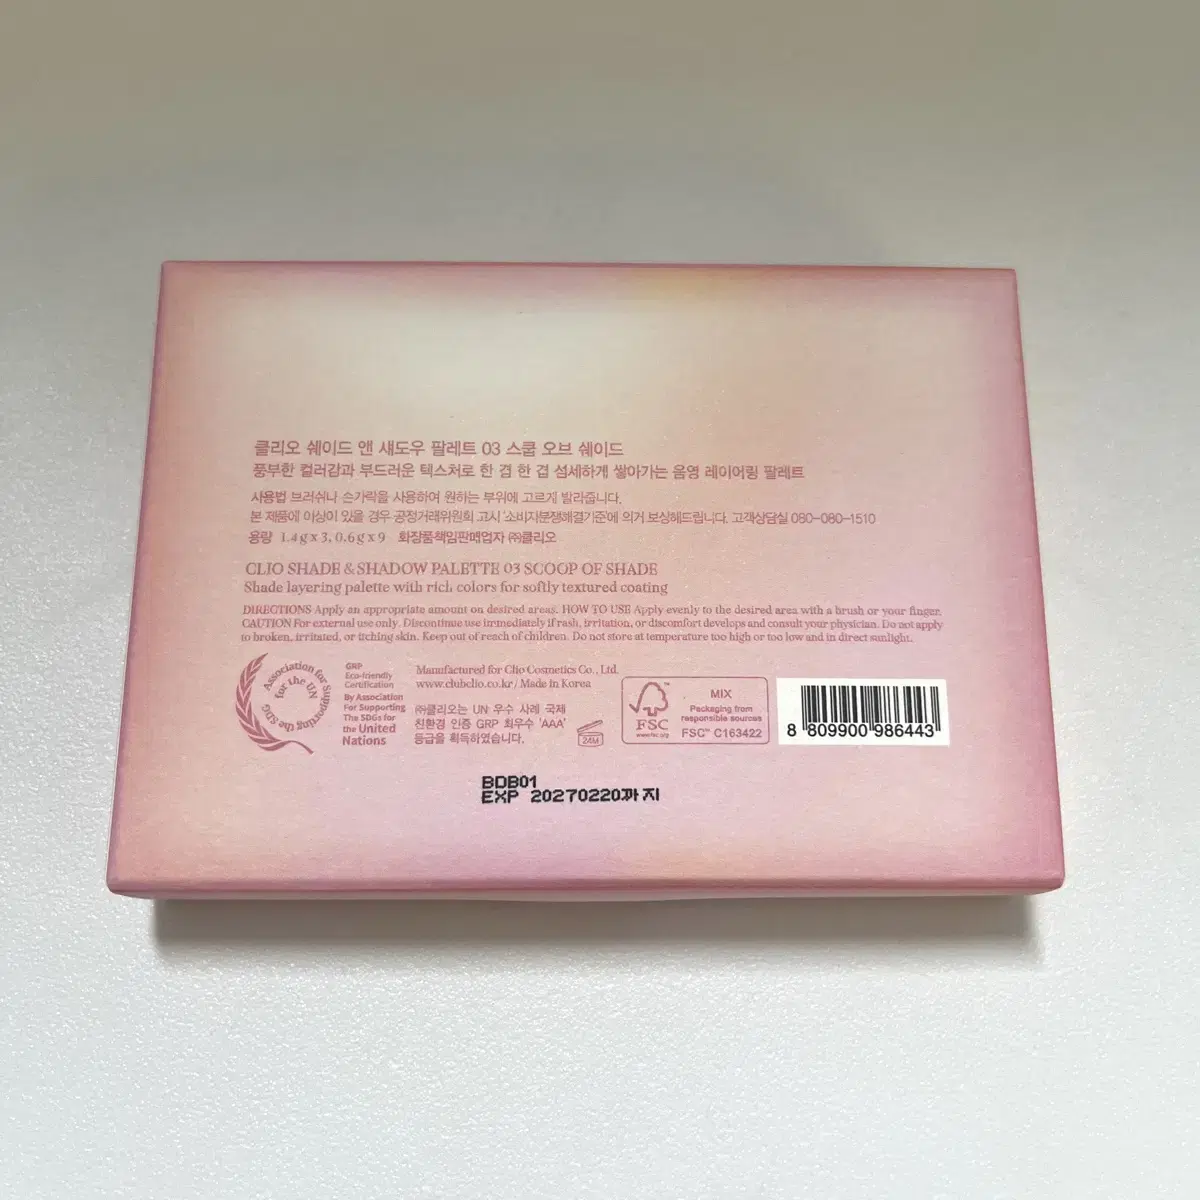 클리오 쉐이드 앤 섀도우 팔레트 03 스쿱 오브 쉐이드
풍부한 컬러감과 부드러운 텍스처로 한 겹 한 겹 섬세하게 쌓아가는 음영 레이어링 팔레트
사용법 브러쉬나 손가락을 사용하여 원하는 부위에 고르게 발라줍니다.
본 제품에 이상이 있을 경우 공정거래위원회 고시 '소비자분쟁해결기준'에 의거 보상해드립니다. 고객상담실 080-080-1510
용량 1.4g x 3, 0.6g x 9 화장품책임판매업자 ㈜클리오
CLIO SHADE & SHADOW PALETTE 03 SCOOP OF SHADE
Shade layering palette with rich colors for softly textured coating
DIRECTIONS Apply an appropriate amount on desired areas. HOW TO USE Apply evenly to the desired area with a brush or your finger.
CAUTION For external use only. Discontinue use immediately if rash, irritation, or discomfort develops and consult your physician. Do not apply
to broken, irritated, or itching skin. Keep out of reach of children. Do not store at temperature too high or too low and in direct sunlight.
Association for Supporting the SDGs for the UN
GRP
Eco-friendly
Certification
By Association
For Supporting
The SDGs for
the United
Nations
Manufactured for Clio Cosmetics Co., Ltd.
www.clubclio.co.kr / Made in Korea
㈜클리오는 UN 우수 사례 국제
친환경 인증 GRP 최우수 'AAA'
등급을 획득하였습니다.
24M
FSC
www.fsc.org
MIX
Packaging from
responsible sources
FSC™ C163422
8 809900 986443
BDB01
EXP 20270220까지